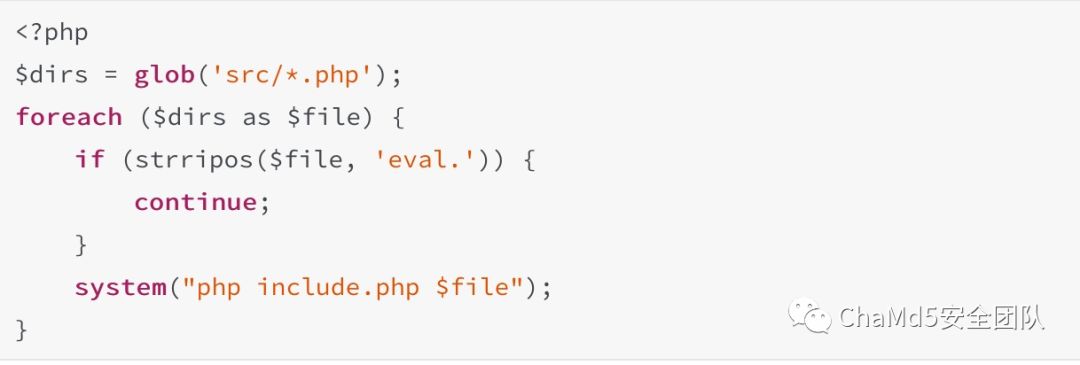 <?php
$dirs = glob('src/*.php');
foreach ($dirs as $file) {
    if (strripos($file, 'eval.')) {
        continue;
    }
    system("php include.php $file");
}
ChaMd5安全团队